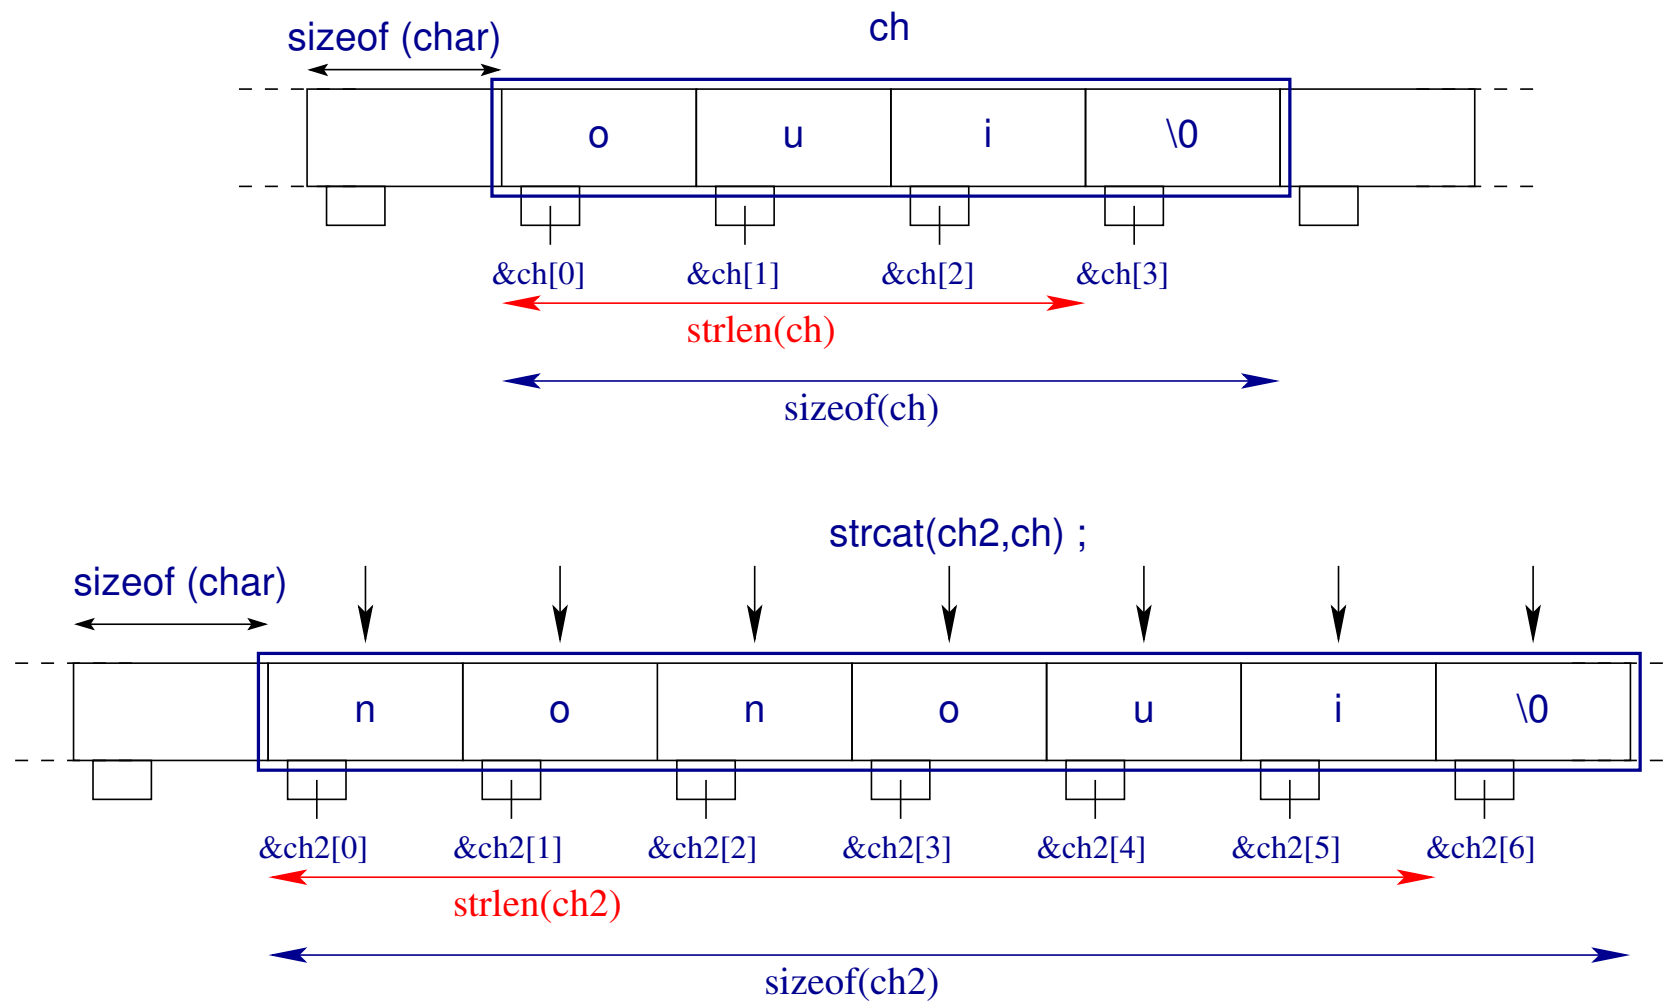 ch
sizeof (char)
o u i \0
&ch[0] &ch[1] &ch[2] &ch[3]
strlen(ch)
sizeof(ch)
strcat(ch2,ch) ;
sizeof (char)
n o n o u i \0
&ch2[0] &ch2[1] &ch2[2] &ch2[3] &ch2[4] &ch2[5] &ch2[6]
strlen(ch2)
sizeof(ch2)